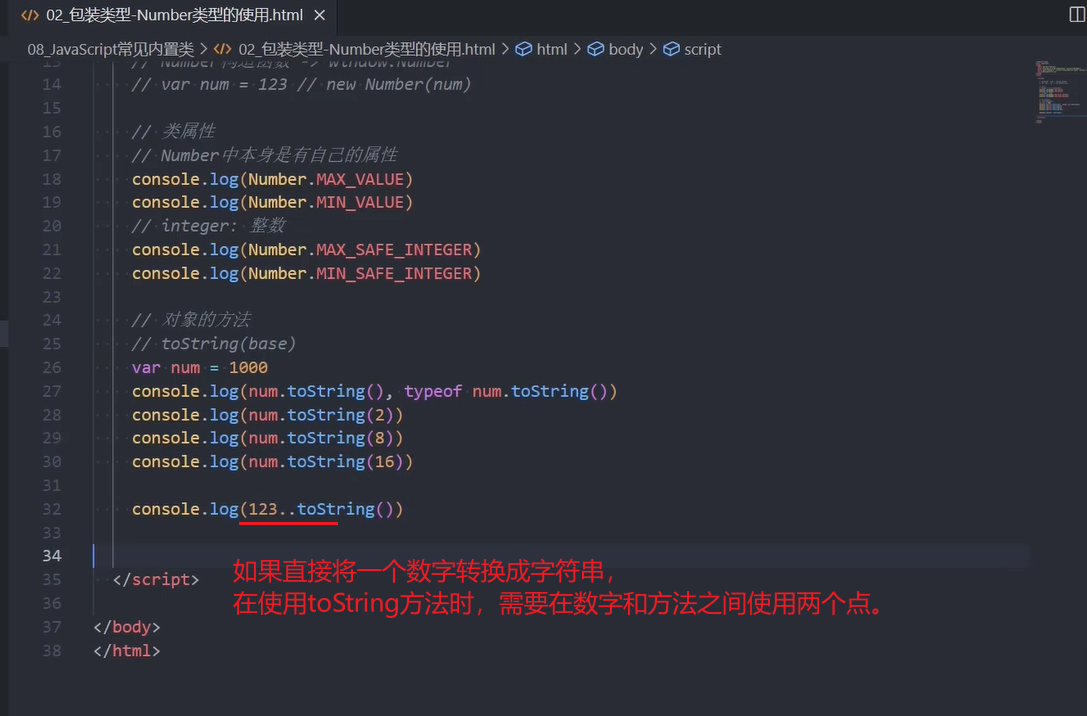 02_包装类型-Number类型的使用.html
08_JavaScript常见内置类 > 02_包装类型-Number类型的使用.html > html > body > script
13 // Number构造函数 -> window.Number
14 // var num = 123 // new Number(num)
15
16 // 类属性
17 // Number中本身是有自己的属性
18 console.log(Number.MAX_VALUE)
19 console.log(Number.MIN_VALUE)
20 // integer: 整数
21 console.log(Number.MAX_SAFE_INTEGER)
22 console.log(Number.MIN_SAFE_INTEGER)
23
24 // 对象的方法
25 // toString(base)
26 var num = 1000
27 console.log(num.toString(), typeof num.toString())
28 console.log(num.toString(2))
29 console.log(num.toString(8))
30 console.log(num.toString(16))
31
32 console.log(123..toString())
33
34
35 </script>
如果直接将一个数字转换成字符串，
在使用toString方法时，需要在数字和方法之间使用两个点。
36
37 </body>
38 </html>